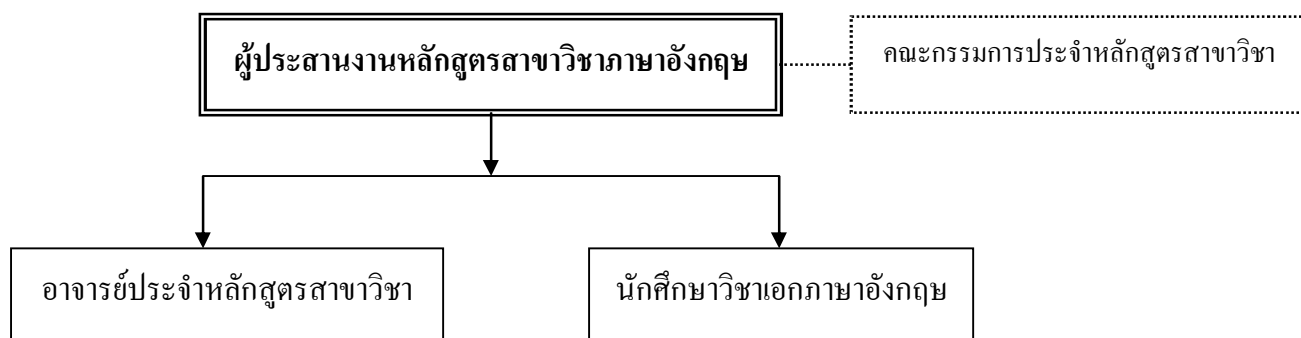 ผู้ประสานงานหลักสูตรสาขาวิชาภาษาอังกฤษ
คณะกรรมการประจำหลักสูตรสาขาวิชา
อาจารย์ประจำหลักสูตรสาขาวิชา
นักศึกษาวิชาเอกภาษาอังกฤษ